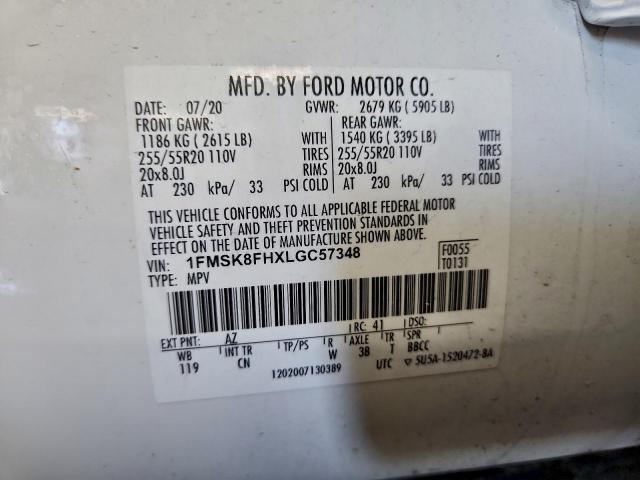 MFD. BY FORD MOTOR CO.
DATE: 07/20 GVWR: 2679 KG ( 5905 LB)
FRONT GAWR: REAR GAWR:
1186 KG ( 2615 LB) WITH 1540 KG ( 3395 LB) WITH
255/55R20 110V TIRES 255/55R20 110V TIRES
20x8.0J RIMS 20x8.0J RIMS
AT 230 kPa/ 33 PSI COLD AT 230 kPa/ 33 PSI COLD
THIS VEHICLE CONFORMS TO ALL APPLICABLE FEDERAL MOTOR
VEHICLE SAFETY AND THEFT PREVENTION STANDARDS IN
EFFECT ON THE DATE OF MANUFACTURE SHOWN ABOVE.
VIN: 1FMSK8FHXLGC57348 F0055
TYPE: MPV T0131
EXT PNT: AZ RC: 41 DSO:
WB INT TR TP/PS R AXLE TR SPR
119 CN W 3B T BBCC
1202007130389 UTC ▽5U5A-1520472-BA